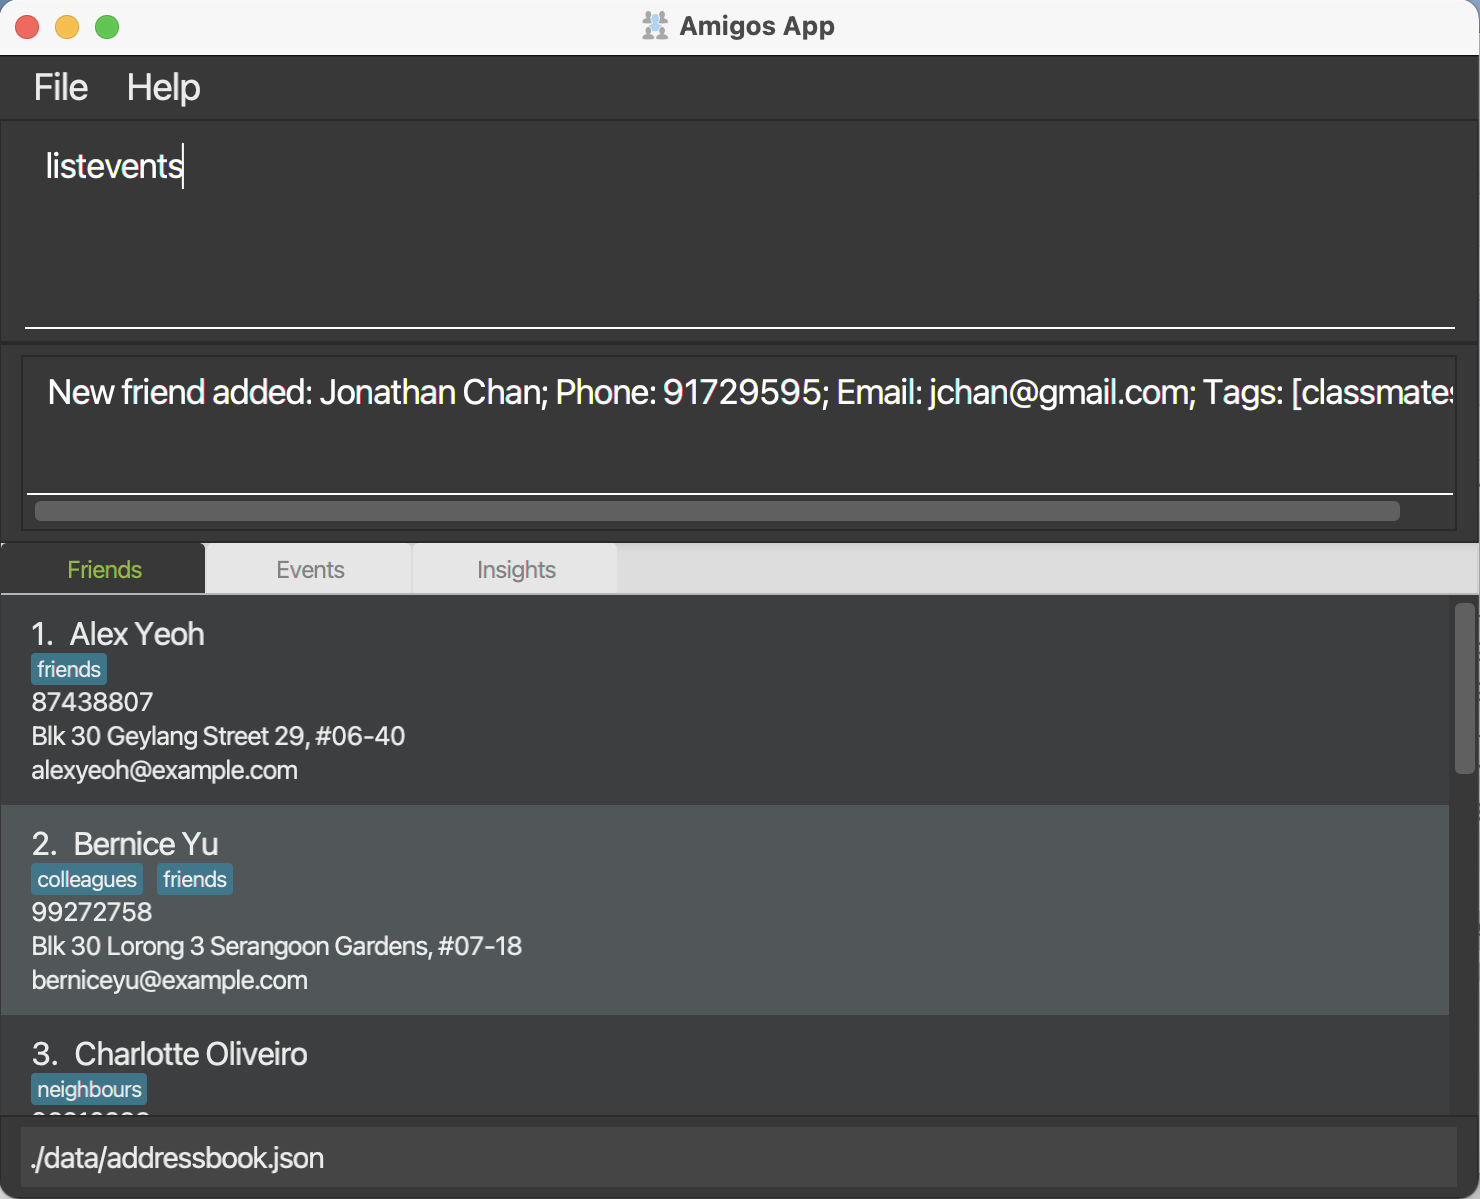 Amigos App
File Help
listevents
New friend added: Jonathan Chan; Phone: 91729595; Email: jchan@gmail.com; Tags: [classmates
Friends Events Insights
1. Alex Yeoh
friends
87438807
Blk 30 Geylang Street 29, #06-40
alexyeoh@example.com
2. Bernice Yu
colleagues friends
99272758
Blk 30 Lorong 3 Serangoon Gardens, #07-18
berniceyu@example.com
3. Charlotte Oliveiro
neighbours
./data/addressbook.json